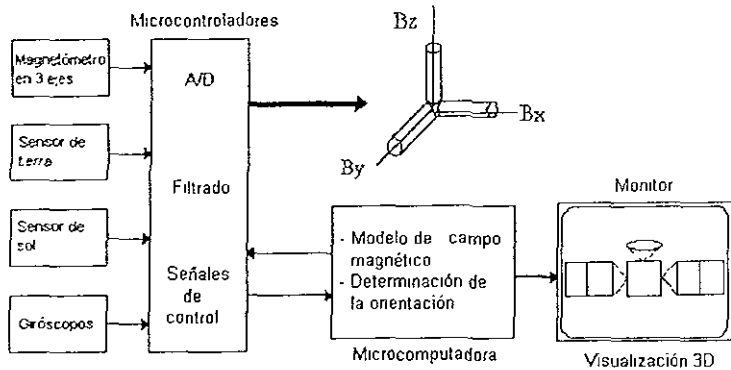 Microcontroladores
Magnetómetro
en 3 ejes
Sensor de
tierra
Sensor de
sol
Giróscopos
A/D
Filtrado
Señales
de
control
Bz
Bx
By
- Modelo de campo
magnético
- Determinación de
la orientación
Microcomputadora
Monitor
Visualización 3D